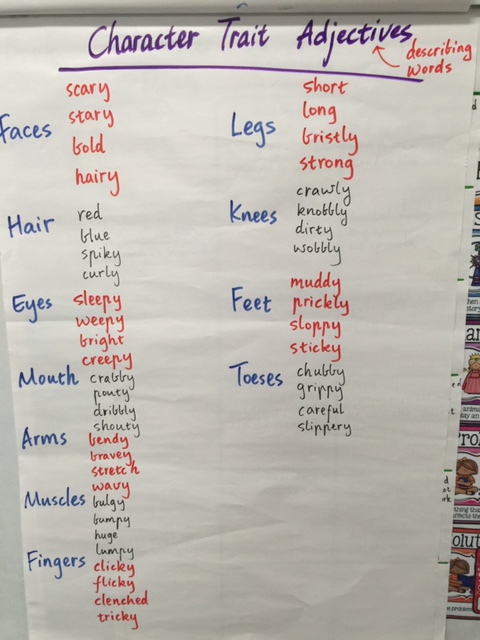 Character Trait Adjectives
describing
words
Faces
scary
stary
bold
hairy
Hair
red
blue
spiky
curly
Eyes
sleepy
weepy
bright
creepy
Mouth
crabby
pouty
dribbly
shouty
Arms
bendy
bravey
stretch
wavy
Muscles
bulgy
bumpy
huge
lumpy
Fingers
clicky
flicky
clenched
tricky
Legs
short
long
bristly
strong
Knees
crawly
knobbly
dirty
wobbly
Feet
muddy
prickly
sloppy
sticky
Toeses
chubby
grippy
careful
slippery